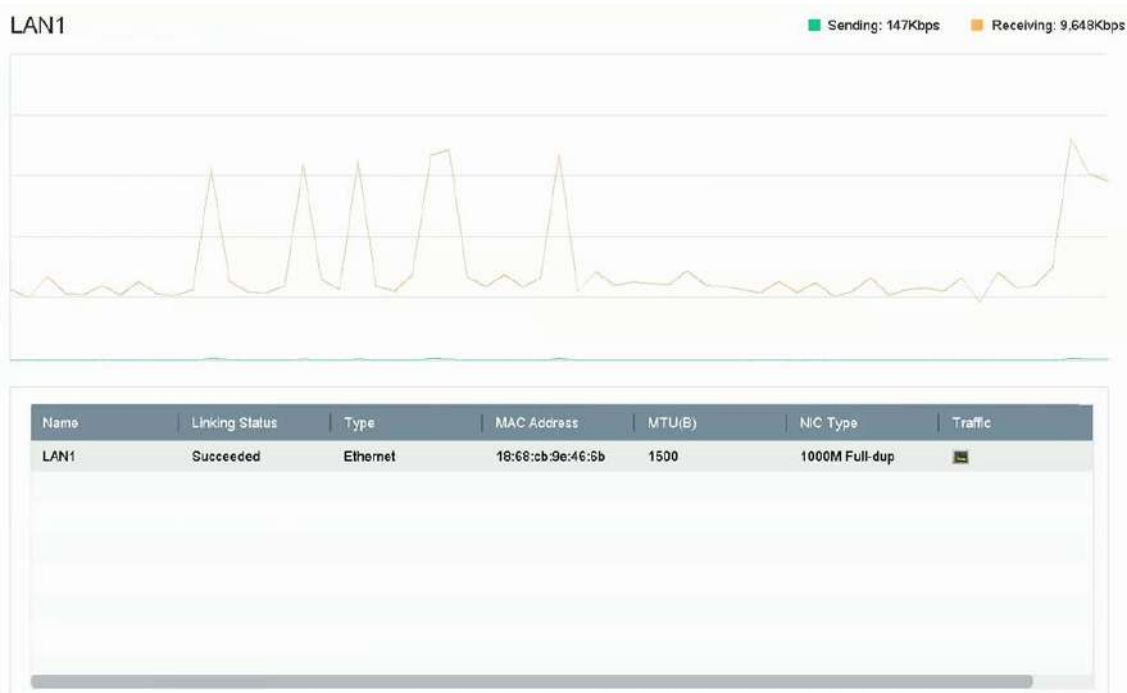 LAN1
Sending: 147Kbps Receiving: 9,648Kbps
Name Linking Status Type MAC Address MTU(B) NIC Type Traffic
LAN1 Succeeded Ethernet 18:68:cb:9e:46:6b 1500 1000M Full-dup